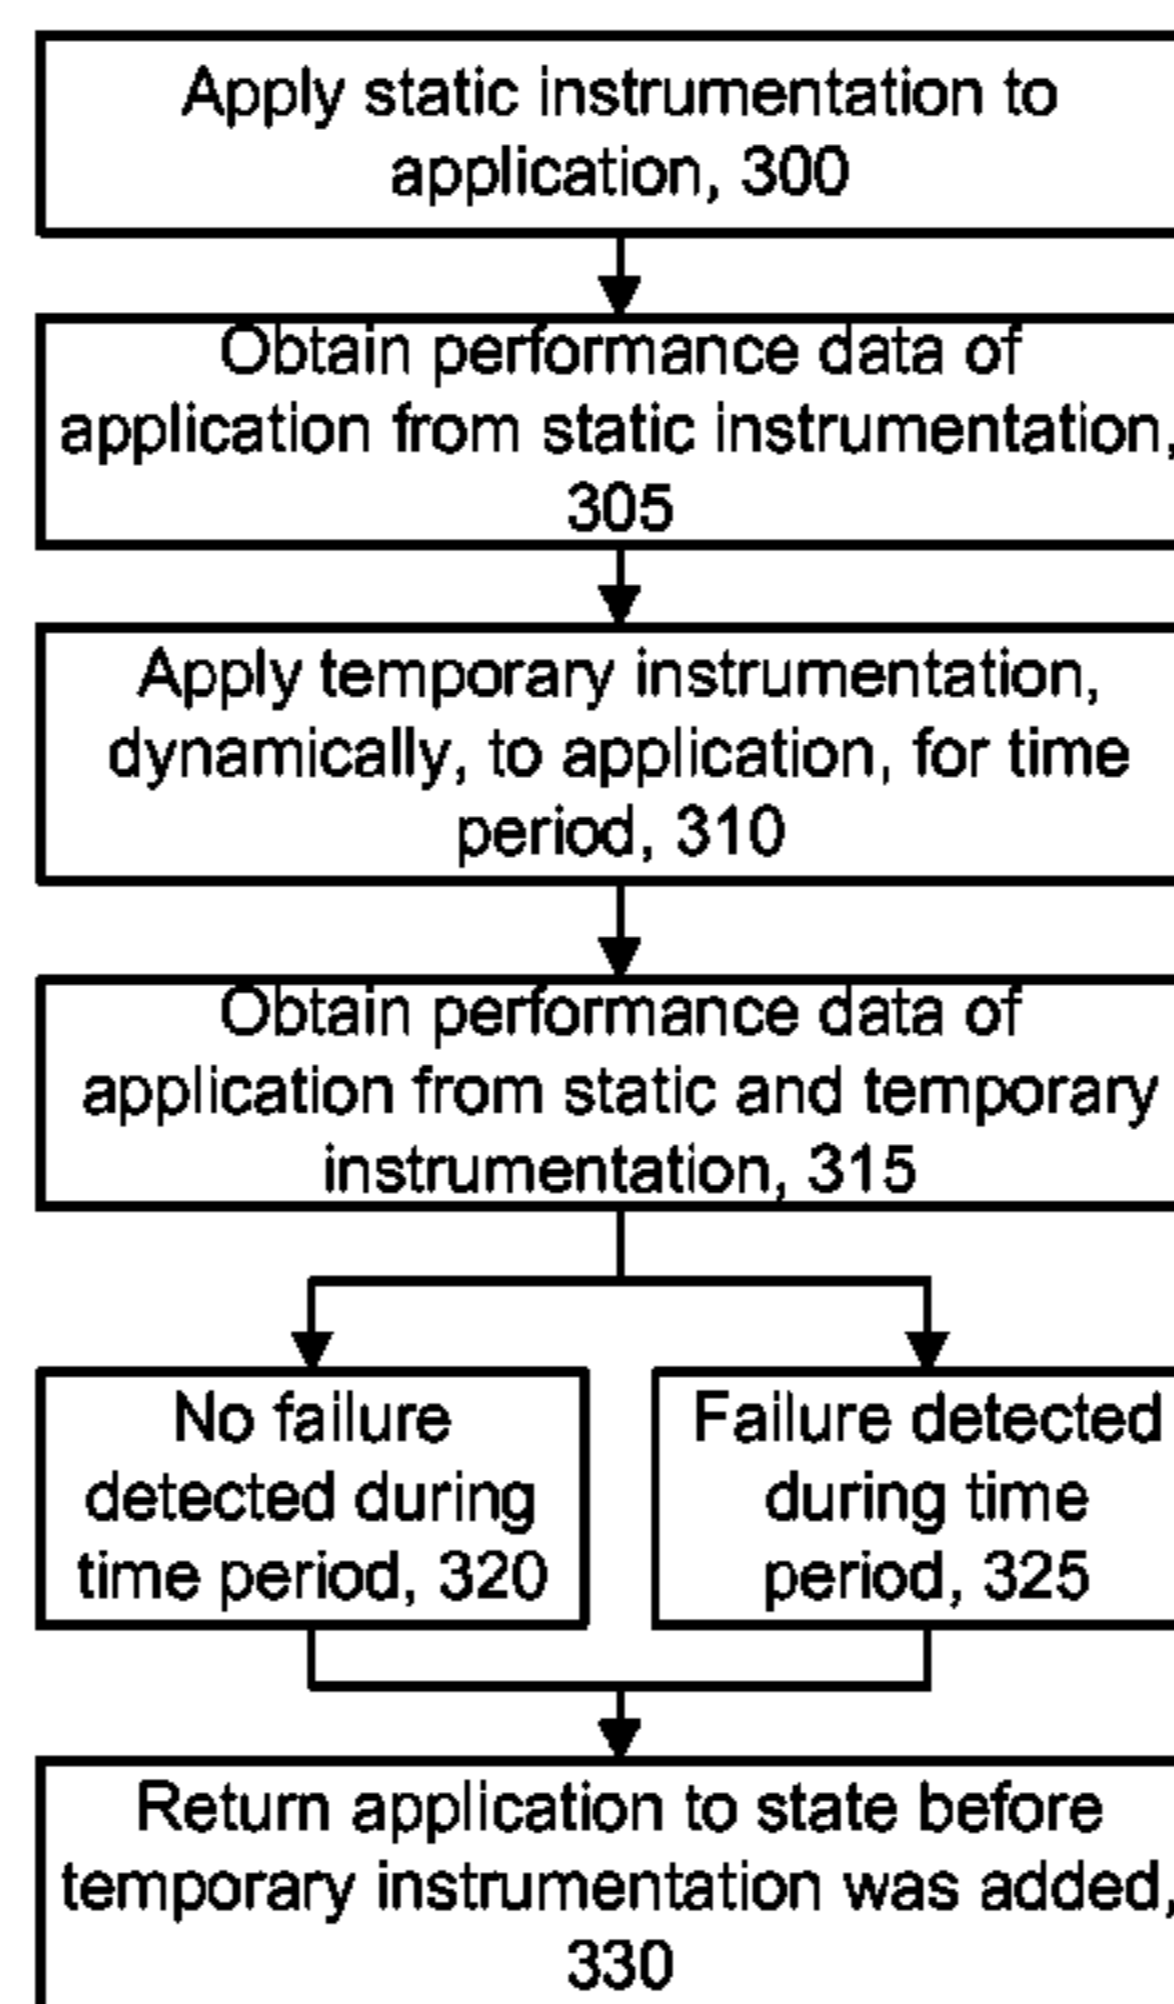 Apply static instrumentation to
application, 300
Obtain performance data of
application from static instrumentation,
305
Apply temporary instrumentation,
dynamically, to application, for time
period, 310
Obtain performance data of
application from static and temporary
instrumentation, 315
No failure
detected during
time period, 320
Failure detected
during time
period, 325
Return application to state before
temporary instrumentation was added,
330